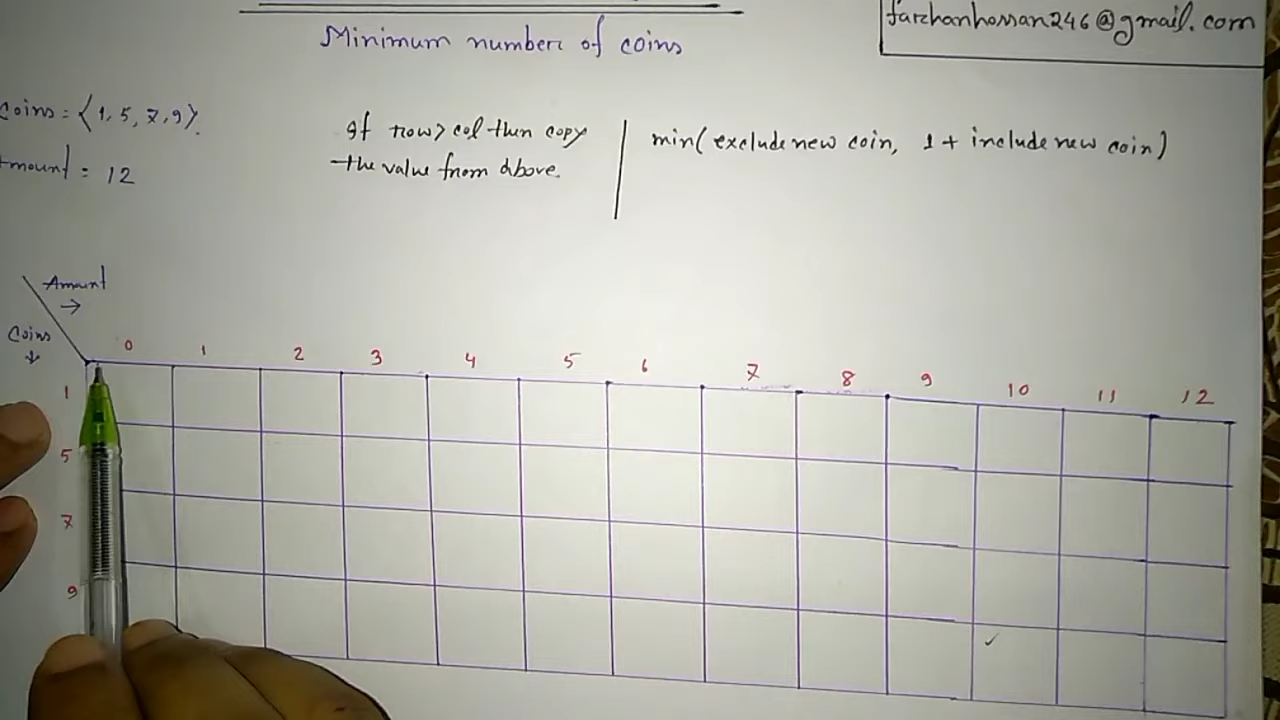 Minimum number of coins
farhanhossan246@gmail.com
Coins = {1, 5, 7, 9}.
Amount = 12
If row > col then copy
the value from above.
min(exclude new coin, 1 + include new coin)
Amount
→
Coins
↓
0 1 2 3 4 5 6 7 8 9 10 11 12
1
5
7
9